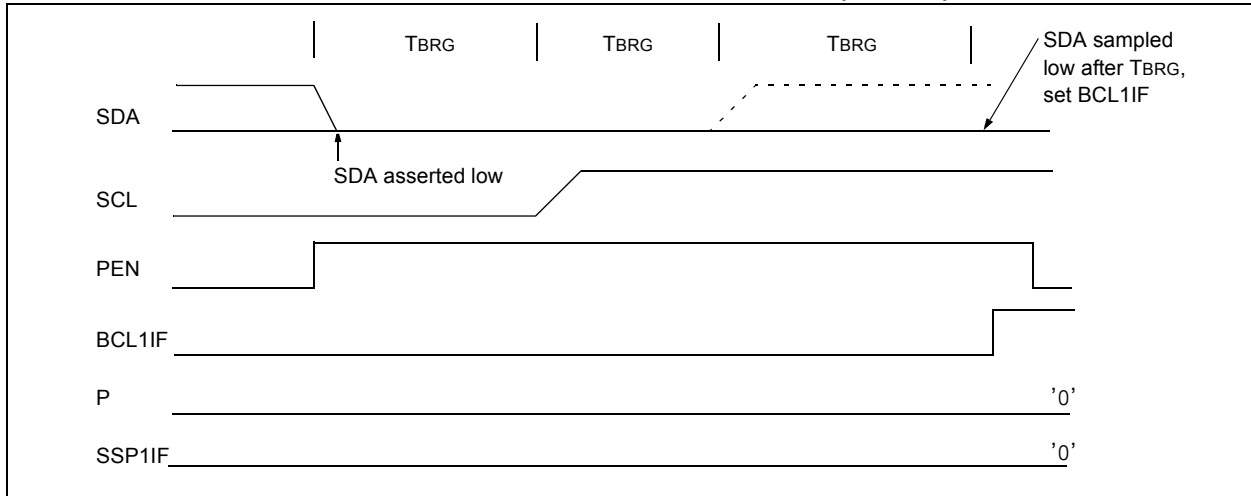 TBRG TBRG TBRG
SDA sampled
low after TBRG,
set BCL1IF
SDA
SDA asserted low
SCL
PEN
BCL1IF
P '0'
SSP1IF '0'